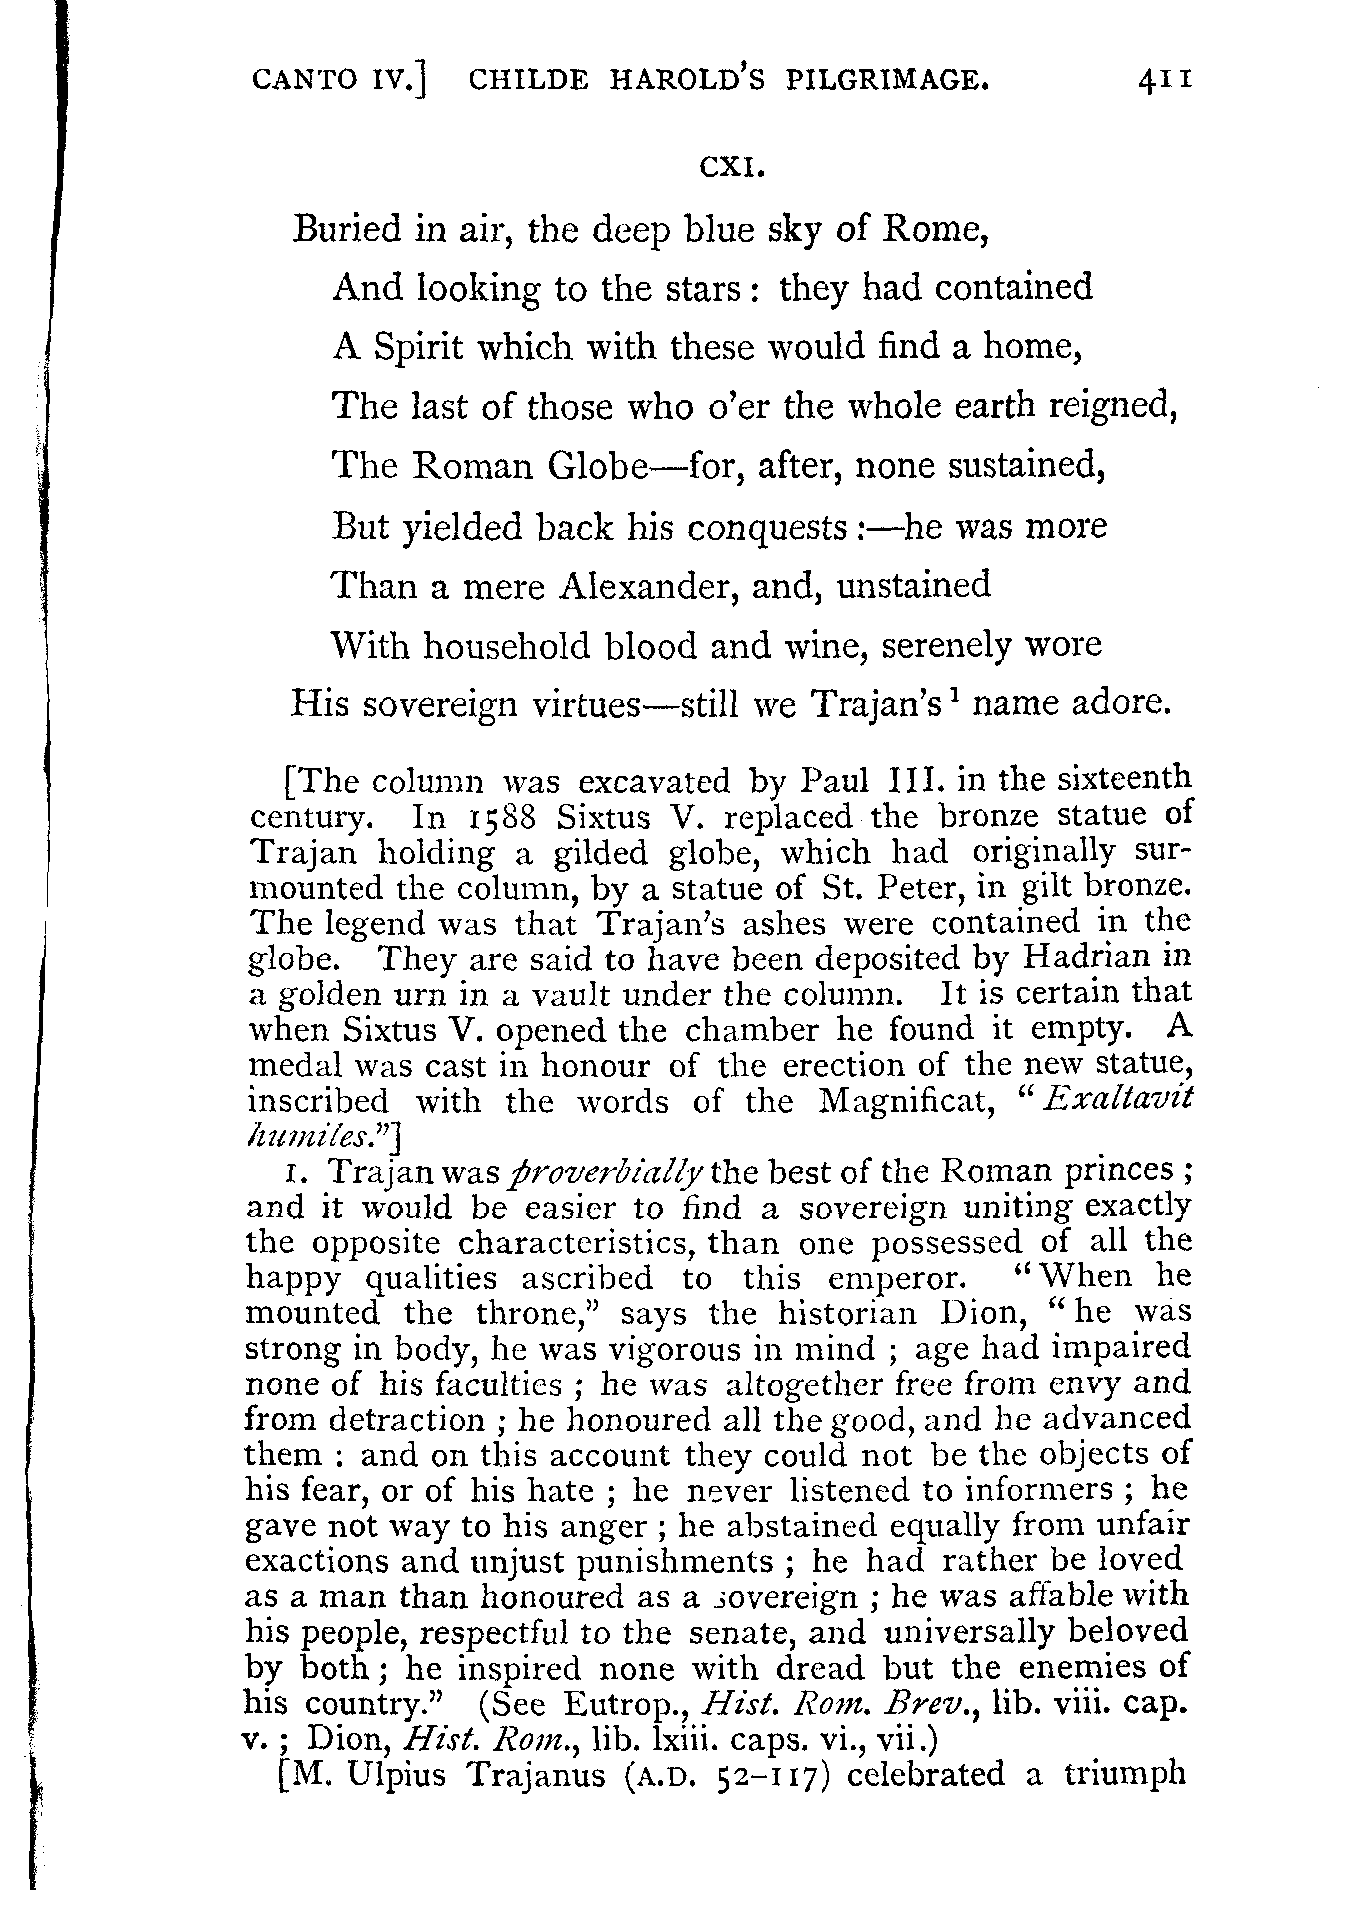 CANTO IV.] CHILDE HAROLD'S PILGRIMAGE. 411
CXI.
Buried in air, the deep blue sky of Rome,
And looking to the stars : they had contained
A Spirit which with these would find a home,
The last of those who o'er the whole earth reigned,
The Roman Globe—for, after, none sustained,
But yielded back his conquests :—he was more
Than a mere Alexander, and, unstained
With household blood and wine, serenely wore
His sovereign virtues—still we Trajan's ¹ name adore.
[The column was excavated by Paul III. in the sixteenth
century. In 1588 Sixtus V. replaced the bronze statue of
Trajan holding a gilded globe, which had originally sur-
mounted the column, by a statue of St. Peter, in gilt bronze.
The legend was that Trajan's ashes were contained in the
globe. They are said to have been deposited by Hadrian in
a golden urn in a vault under the column. It is certain that
when Sixtus V. opened the chamber he found it empty. A
medal was cast in honour of the erection of the new statue,
inscribed with the words of the Magnificat, "Exaltavit
humiles."]
1. Trajan was proverbially the best of the Roman princes ;
and it would be easier to find a sovereign uniting exactly
the opposite characteristics, than one possessed of all the
happy qualities ascribed to this emperor. "When he
mounted the throne," says the historian Dion, "he was
strong in body, he was vigorous in mind ; age had impaired
none of his faculties ; he was altogether free from envy and
from detraction ; he honoured all the good, and he advanced
them : and on this account they could not be the objects of
his fear, or of his hate ; he never listened to informers ; he
gave not way to his anger ; he abstained equally from unfair
exactions and unjust punishments ; he had rather be loved
as a man than honoured as a sovereign ; he was affable with
his people, respectful to the senate, and universally beloved
by both ; he inspired none with dread but the enemies of
his country." (See Eutrop., Hist. Rom. Brev., lib. viii. cap.
v. ; Dion, Hist. Rom., lib. lxiii. caps. vi., vii.)
[M. Ulpius Trajanus (A.D. 52-117) celebrated a triumph